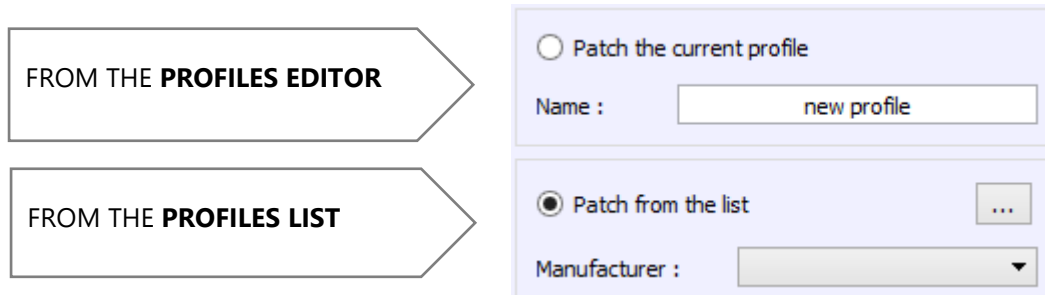 FROM THE PROFILES EDITOR
Patch the current profile
Name :
new profile
FROM THE PROFILES LIST
Patch from the list
...
Manufacturer :